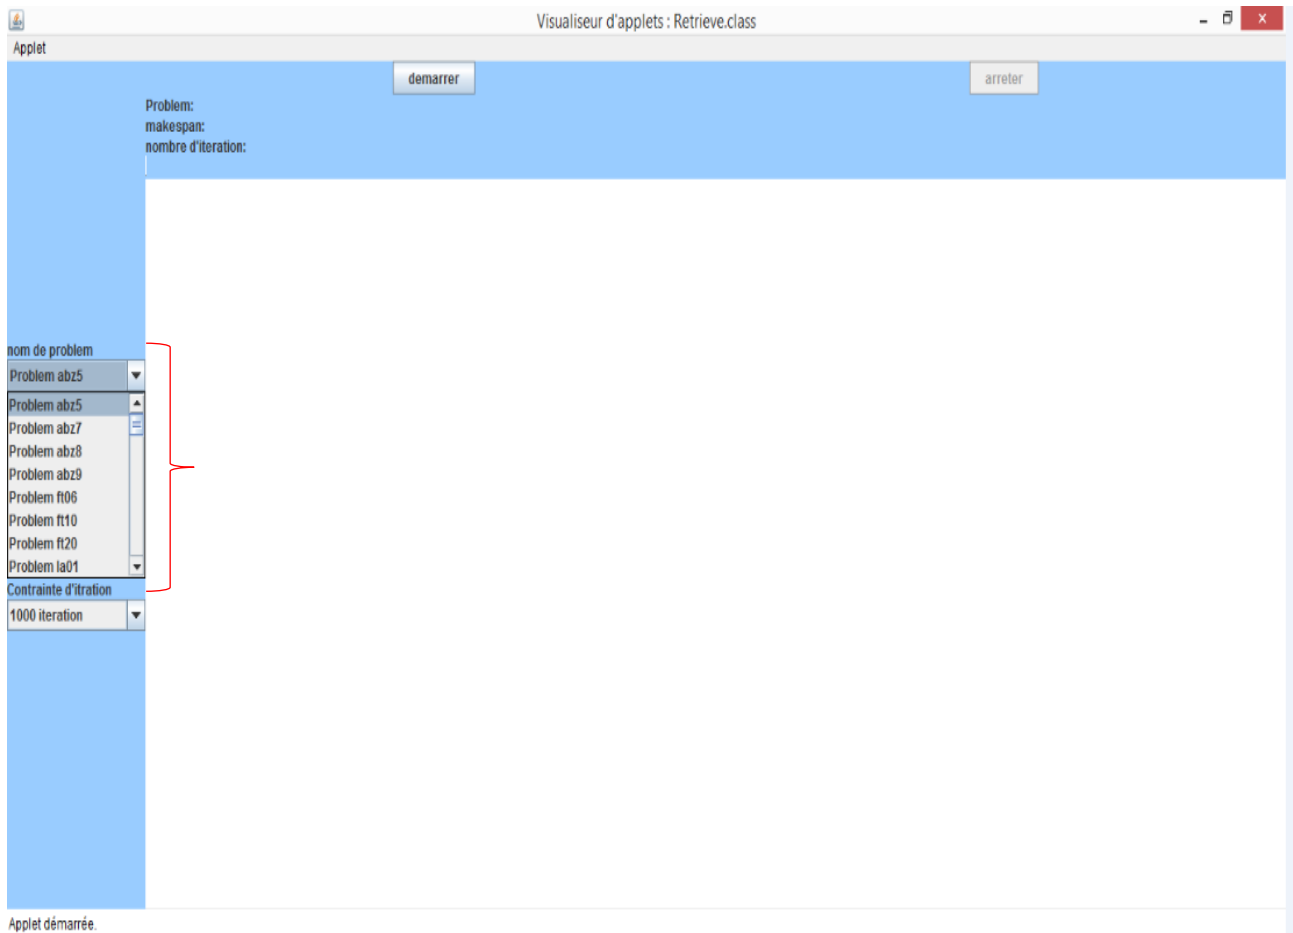 Visualiseur d'applets : Retrieve.class
Applet
demarrer
arreter
Problem:
makespan:
nombre d'iteration:
nom de problem
Problem abz5
Problem abz5
Problem abz7
Problem abz8
Problem abz9
Problem ft06
Problem ft10
Problem ft20
Problem la01
Contrainte d'itration
1000 iteration
Applet démarrée.